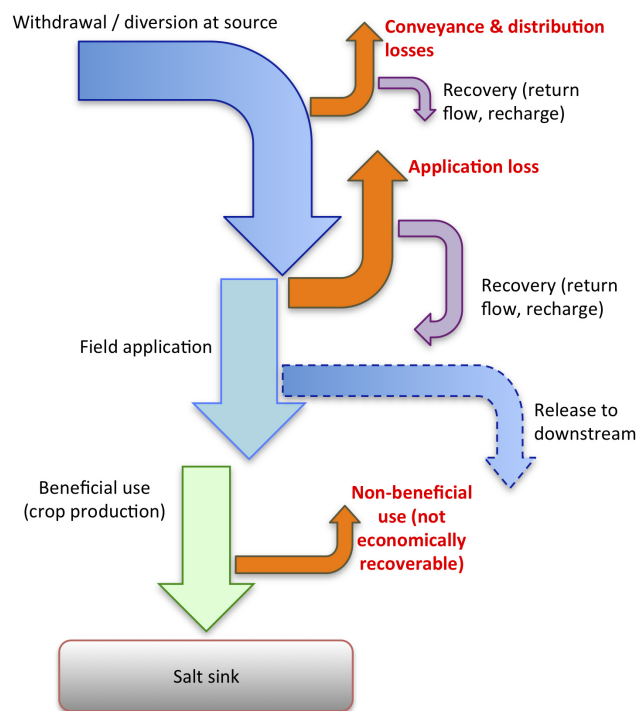 Withdrawal / diversion at source
Conveyance & distribution
losses
Recovery (return
flow, recharge)
Application loss
Recovery (return
flow, recharge)
Field application
Release to
downstream
Beneficial use
(crop production)
Non-beneficial
use (not
economically
recoverable)
Salt sink